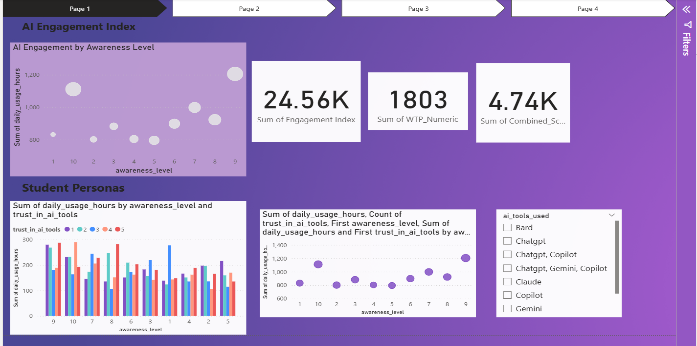 Page 1
Page 2
Page 3
Page 4
Filters
AI Engagement Index
AI Engagement by Awareness Level
Sum of daily_usage_hours
1,200
1,000
800
1 10 2 3 4 5 6 7 8 9
awareness_level
24.56K
Sum of Engagement Index
1803
Sum of WTP_Numeric
4.74K
Sum of Combined_Sc...
Student Personas
Sum of daily_usage_hours by awareness_level and
trust_in_ai_tools
trust_in_ai_tools 1 2 3 4 5
Sum of daily_usage_hours
300
200
100
0
9 10 7 8 6 3 1 4 2 5
awareness_level
Sum of daily_usage_hours, Count of
trust_in_ai_tools, First awareness_level, Sum of
daily_usage_hours and First trust_in_ai_tools by aw...
Sum of daily_usage_ho...
1,400
1,200
1,000
800
600
1 10 2 3 4 5 6 7 8 9
awareness_level
ai_tools_used
Bard
Chatgpt
Chatgpt, Copilot
Chatgpt, Gemini, Copilot
Claude
Copilot
Gemini